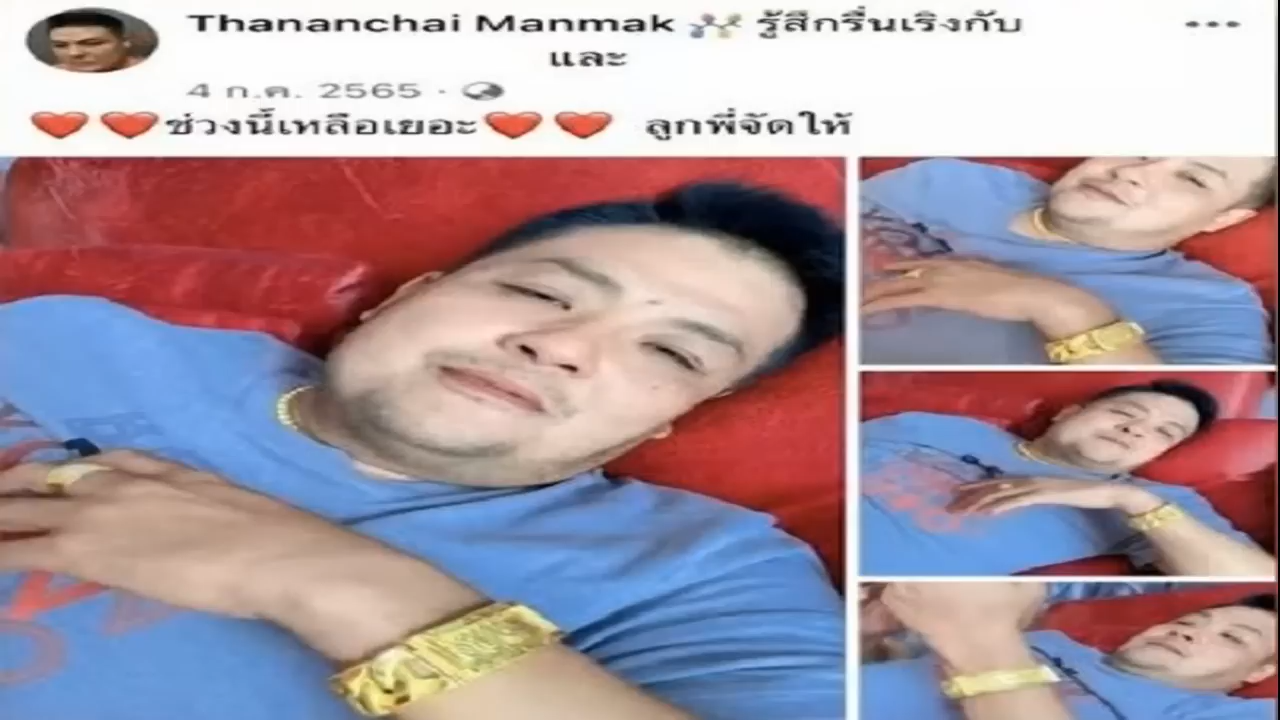 Thananchai Manmak รู้สึกรื่นเริงกับ
และ
4 ก.ค. 2565
ช่วงนี้เหลือเยอะ ลูกพี่จัดให้